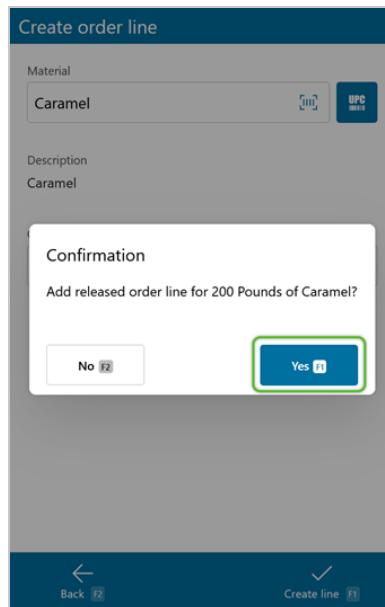 Create order line
Material
Caramel
UPC
Description
Caramel
Confirmation
Add released order line for 200 Pounds of Caramel?
No F2
Yes F1
Back F2
Create line F1